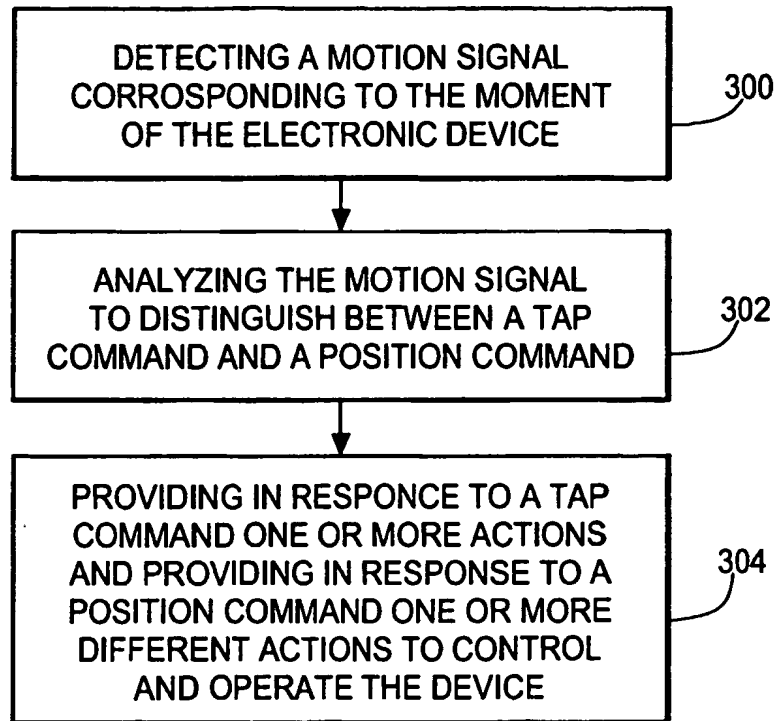 DETECTING A MOTION SIGNAL
CORROSPONDING TO THE MOMENT
OF THE ELECTRONIC DEVICE
300
ANALYZING THE MOTION SIGNAL
TO DISTINGUISH BETWEEN A TAP
COMMAND AND A POSITION COMMAND
302
PROVIDING IN RESPONCE TO A TAP
COMMAND ONE OR MORE ACTIONS
AND PROVIDING IN RESPONSE TO A
POSITION COMMAND ONE OR MORE
DIFFERENT ACTIONS TO CONTROL
AND OPERATE THE DEVICE
304